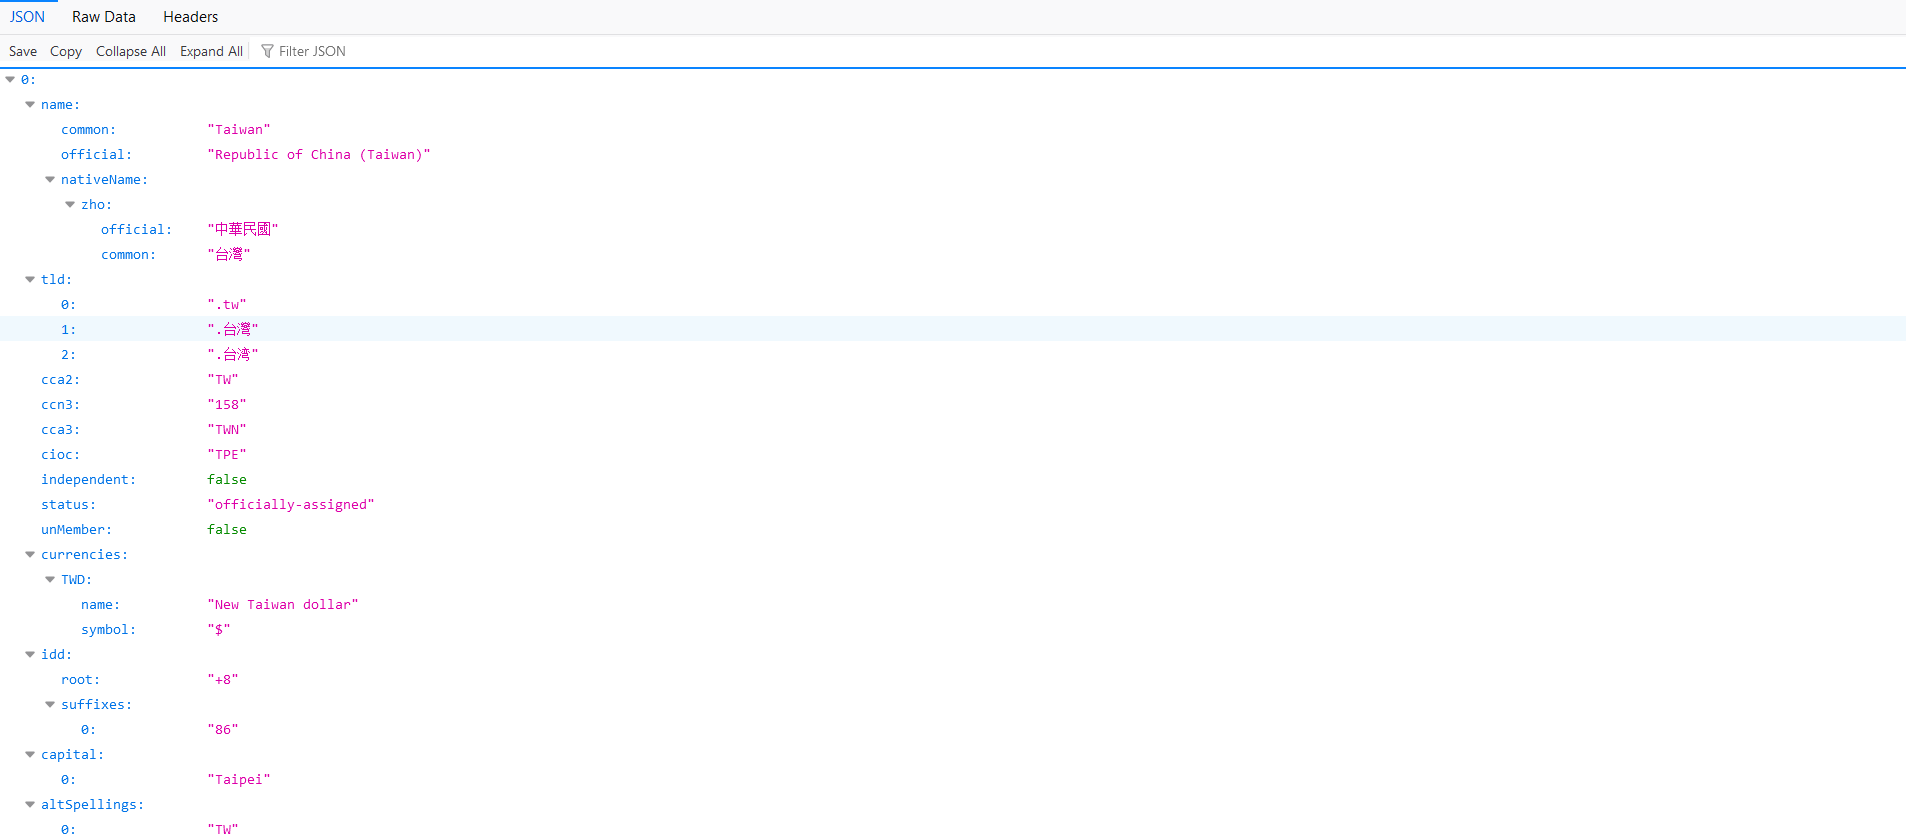 JSON Raw Data Headers
Save Copy Collapse All Expand All Filter JSON
0:
name:
common: "Taiwan"
official: "Republic of China (Taiwan)"
nativeName:
zho:
official: "中華民國"
common: "台灣"
tld:
0: ".tw"
1: ".台灣"
2: ".台湾"
cca2: "TW"
ccn3: "158"
cca3: "TWN"
cioc: "TPE"
independent: false
status: "officially-assigned"
unMember: false
currencies:
TWD:
name: "New Taiwan dollar"
symbol: "$"
idd:
root: "+8"
suffixes:
0: "86"
capital:
0: "Taipei"
altSpellings:
0: "TW"